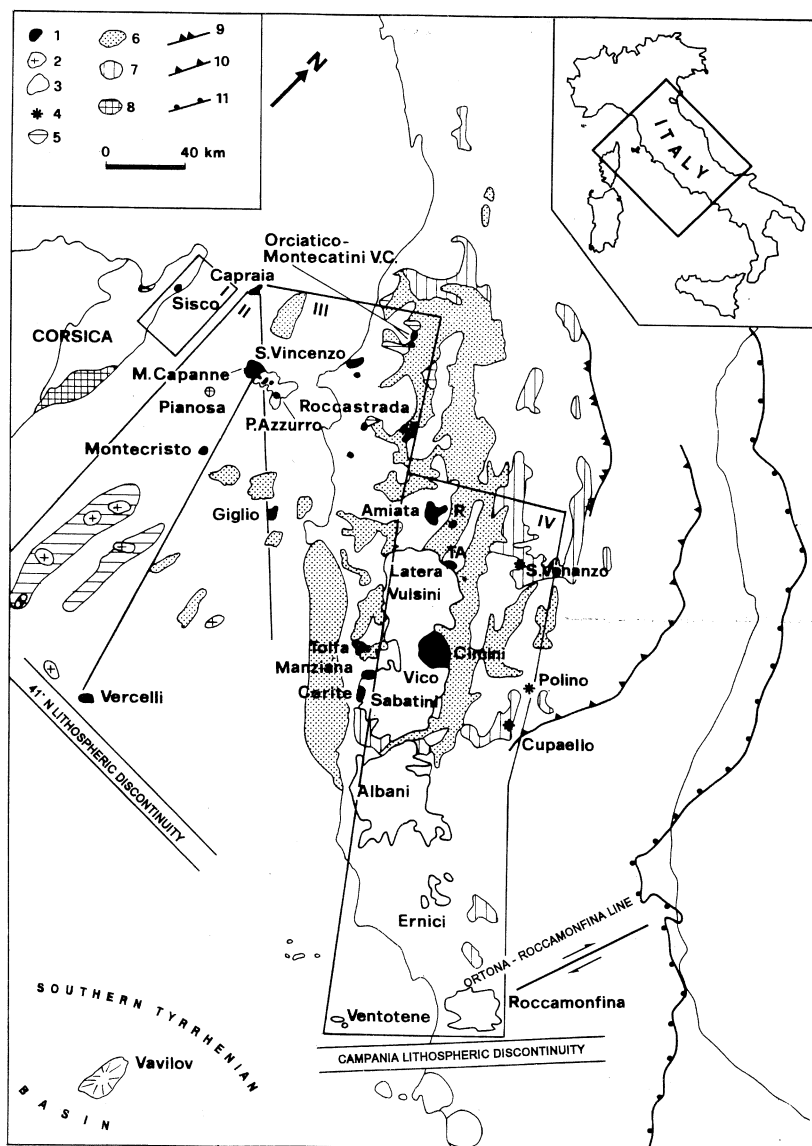 1
2
3
4
5
6
7
8
9
10
11
0 40 km
N
ITALY
Orciatico-
Montecatini V.C.
Capraia
Sisco
I
II
III
CORSICA
S.Vincenzo
M.Capanne
Pianosa
P.Azzurro
Roccastrada
Montecristo
Giglio
Amiata
R
IV
TA
S.Venanzo
Latera
Vulsini
Tolfa
Cimini
Manziana
Vico
Polino
Cerite
Sabatini
Vercelli
Cupaello
41° N LITHOSPHERIC DISCONTINUITY
Albani
Ernici
ORTONA - ROCCAMONFINA LINE
Roccamonfina
Ventotene
CAMPANIA LITHOSPHERIC DISCONTINUITY
SOUTHERN TYRRHENIAN
BASIN
Vavilov